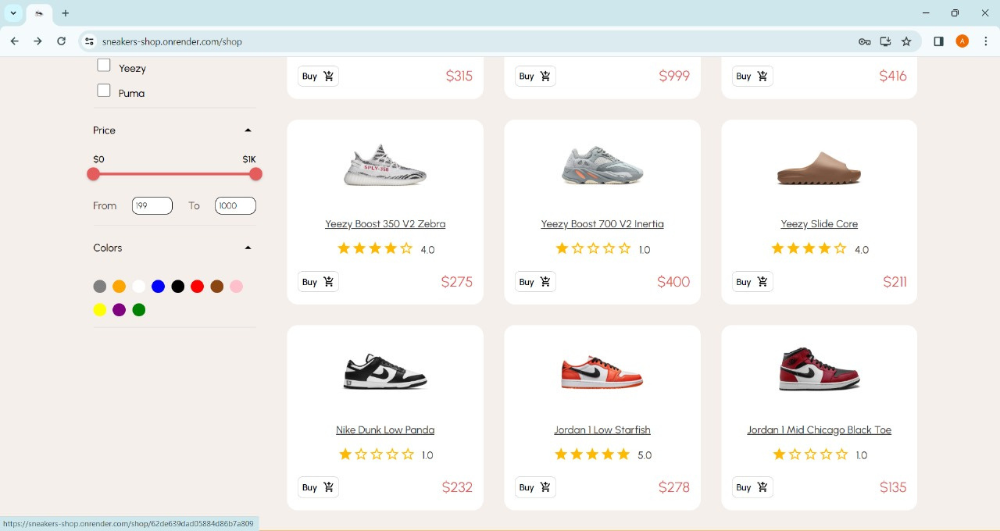 sneakers-shop.onrender.com/shop
A
Yeezy
Puma
Price
$0 $1K
From 199 To 1000
Colors
Buy $315
Buy $999
Buy $416
SPLY-350
Yeezy Boost 350 V2 Zebra
4.0
Buy $275
Yeezy Boost 700 V2 Inertia
1.0
Buy $400
Yeezy Slide Core
4.0
Buy $211
Nike Dunk Low Panda
1.0
Buy $232
Jordan 1 Low Starfish
5.0
Buy $278
Jordan 1 Mid Chicago Black Toe
1.0
Buy $135
https://sneakers-shop.onrender.com/shop/62de639dad05884d86b7a809